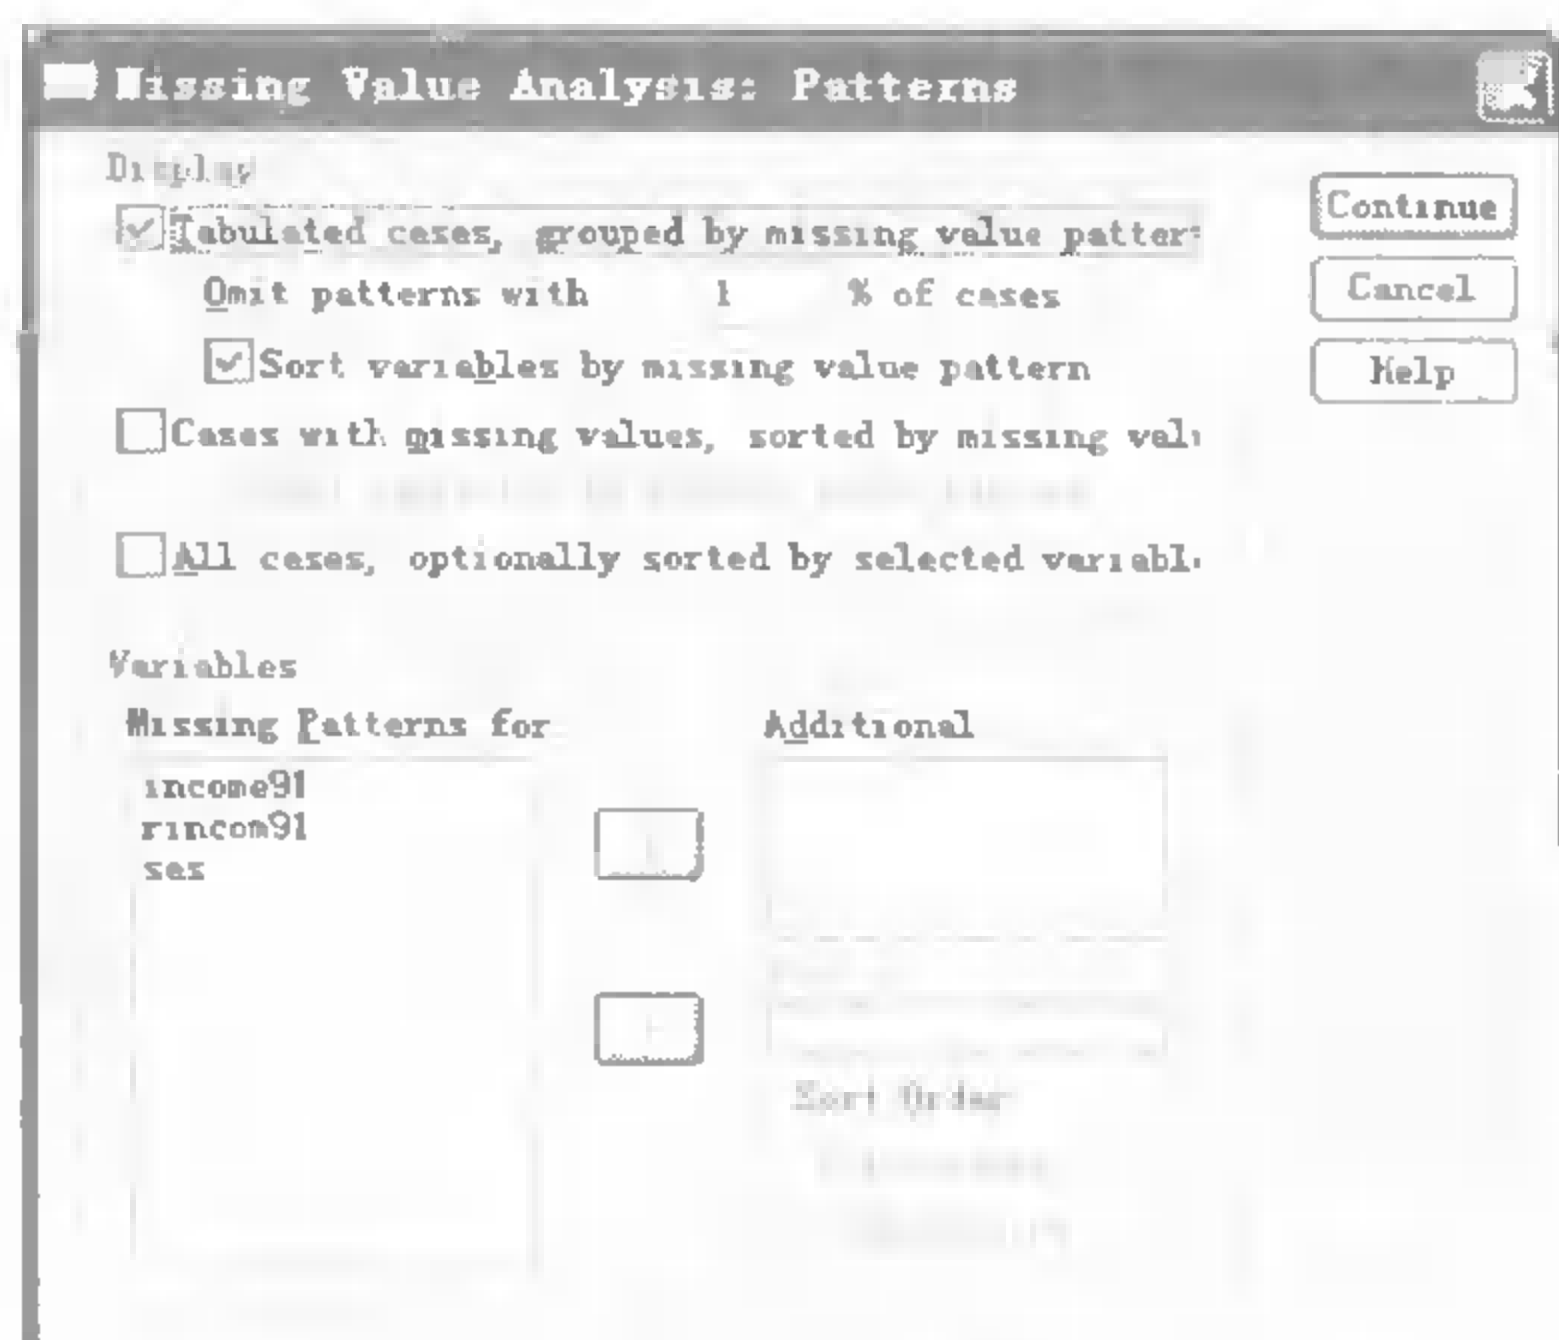 Missing Value Analysis: Patterns
Display
Tabulated cases, grouped by missing value patter
Omit patterns with 1 % of cases
Sort variables by missing value pattern
Cases with missing values, sorted by missing val
All cases, optionally sorted by selected variabl
Continue
Cancel
Help
Variables
Missing Patterns for
income91
rincom91
Additional
Sort Order